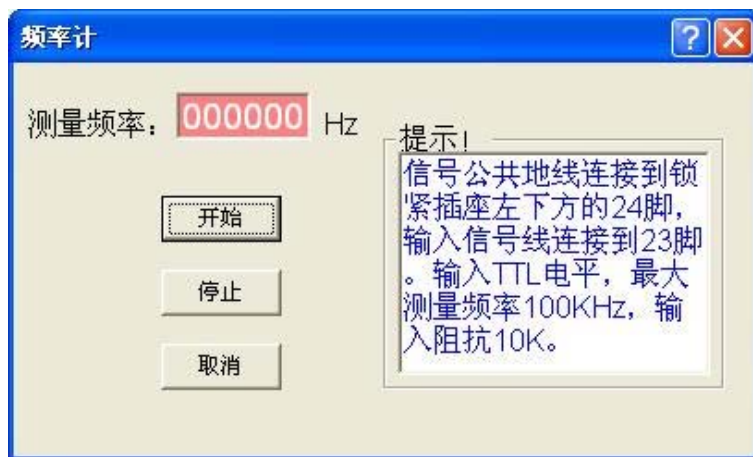 频率计
测量频率：
000000
Hz
开始
停止
取消
提示！
信号公共地线连接到锁
紧插座左下方的24脚，
输入信号线连接到23脚
。输入TTL电平，最大
测量频率100KHz，输
入阻抗10K。